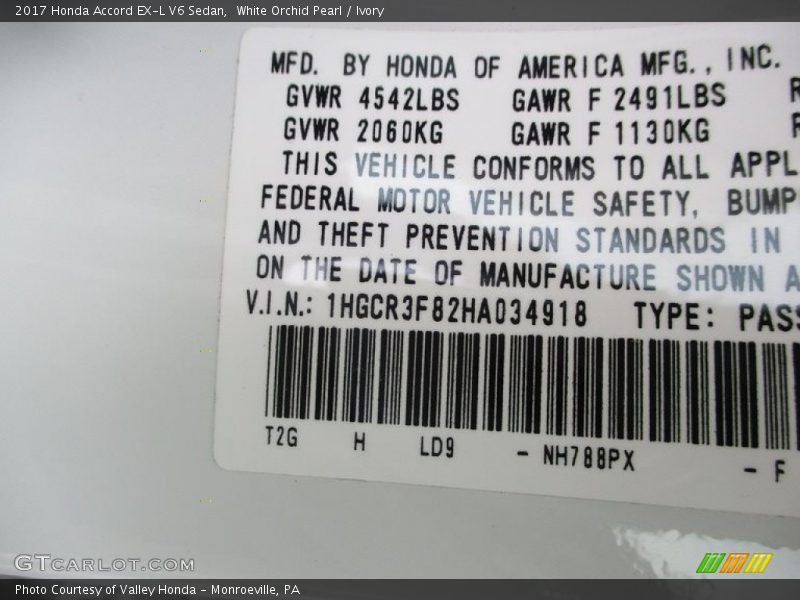 2017 Honda Accord EX-L V6 Sedan, White Orchid Pearl / Ivory
MFD. BY HONDA OF AMERICA MFG., INC.
GVWR 4542LBS GAWR F 2491LBS
GVWR 2060KG GAWR F 1130KG
THIS VEHICLE CONFORMS TO ALL APPL
FEDERAL MOTOR VEHICLE SAFETY, BUMP
AND THEFT PREVENTION STANDARDS IN
ON THE DATE OF MANUFACTURE SHOWN A
V.I.N.: 1HGCR3F82HA034918 TYPE: PASS
T2G H LD9 - NH788PX - F
GTCARLOT.COM
Photo Courtesy of Valley Honda - Monroeville, PA